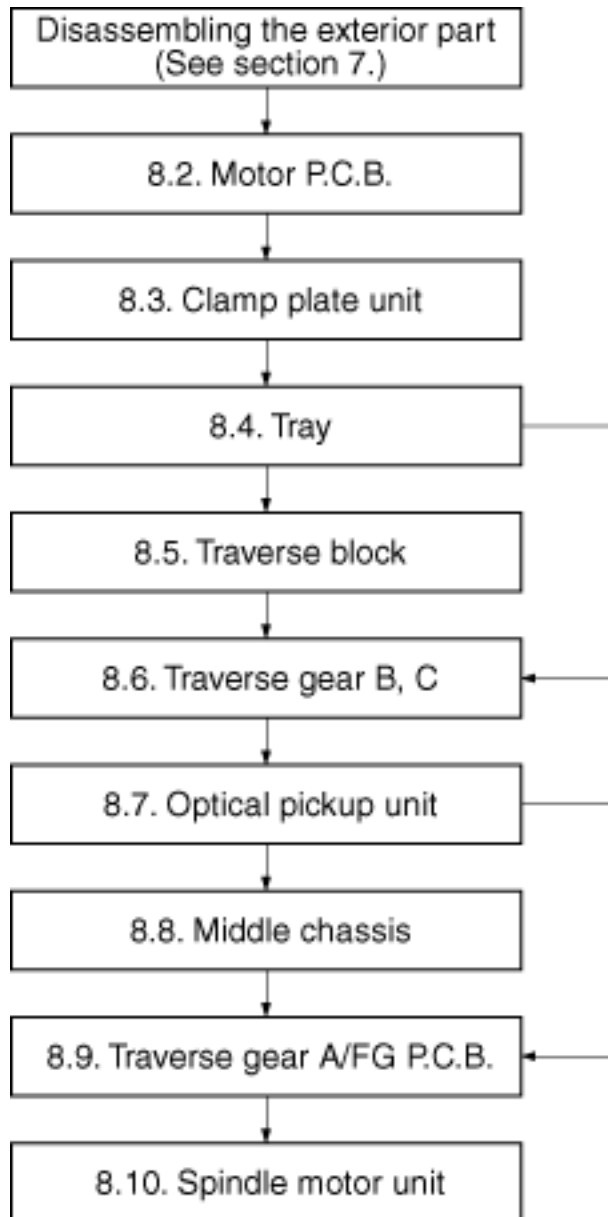 Disassembling the exterior part
(See section 7.)
8.2. Motor P.C.B.
8.3. Clamp plate unit
8.4. Tray
8.5. Traverse block
8.6. Traverse gear B, C
8.7. Optical pickup unit
8.8. Middle chassis
8.9. Traverse gear A/FG P.C.B.
8.10. Spindle motor unit